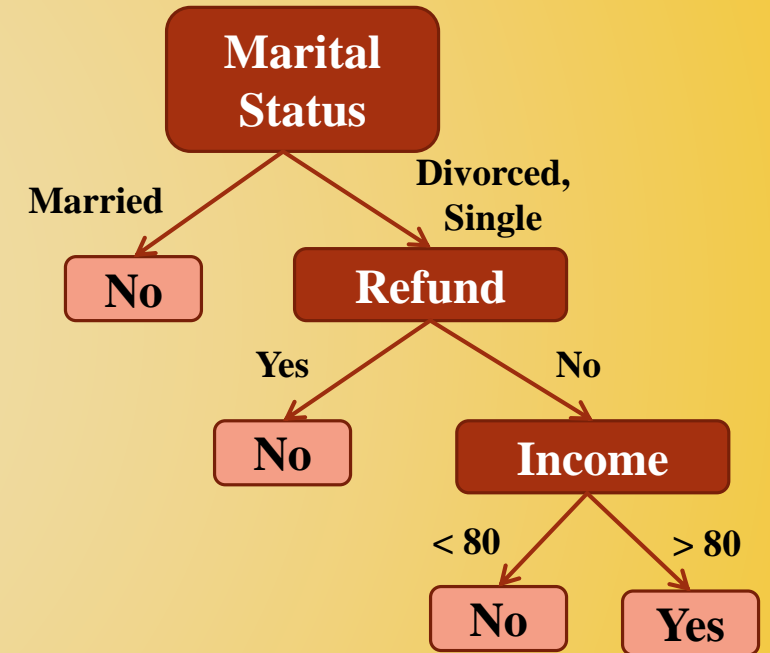 Marital
Status
Married
Divorced,
Single
No
Refund
Yes
No
No
Income
< 80
> 80
No
Yes